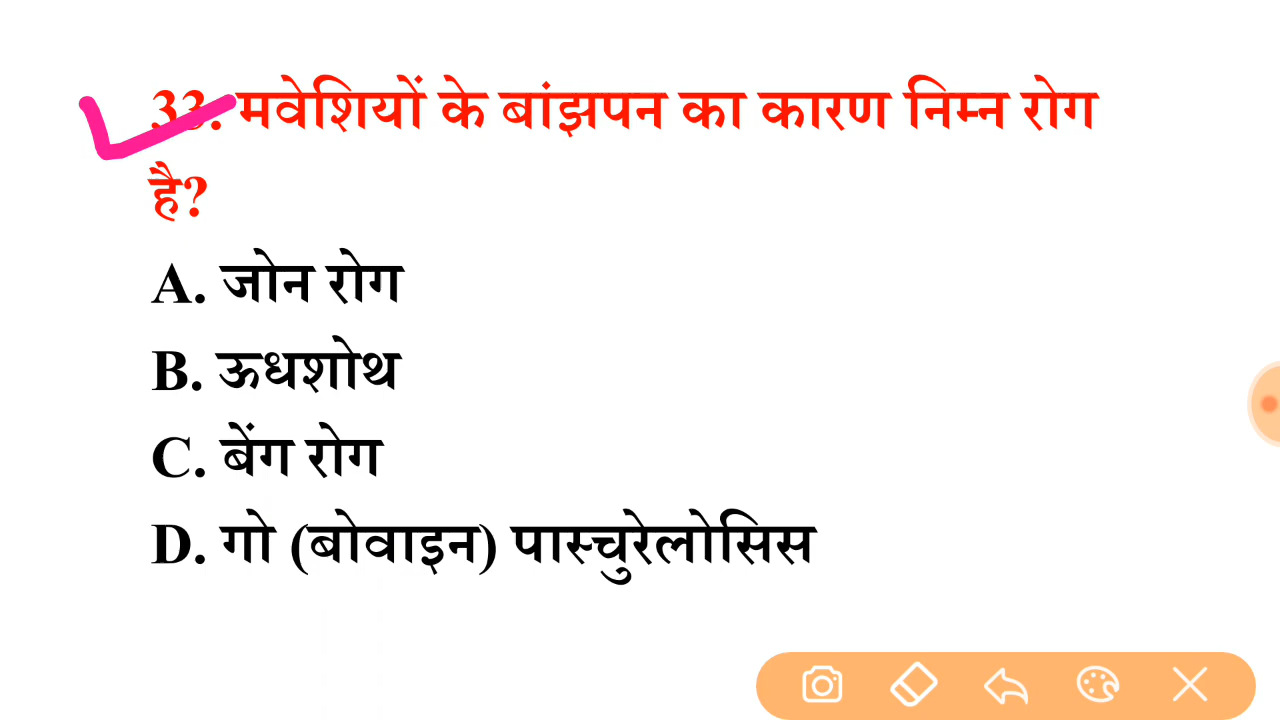 33. मवेशियों के बांझपन का कारण निम्न रोग
है?
A. जोन रोग
B. ऊधशोथ
C. बेंग रोग
D. गो (बोवाइन) पास्चुरेलोसिस